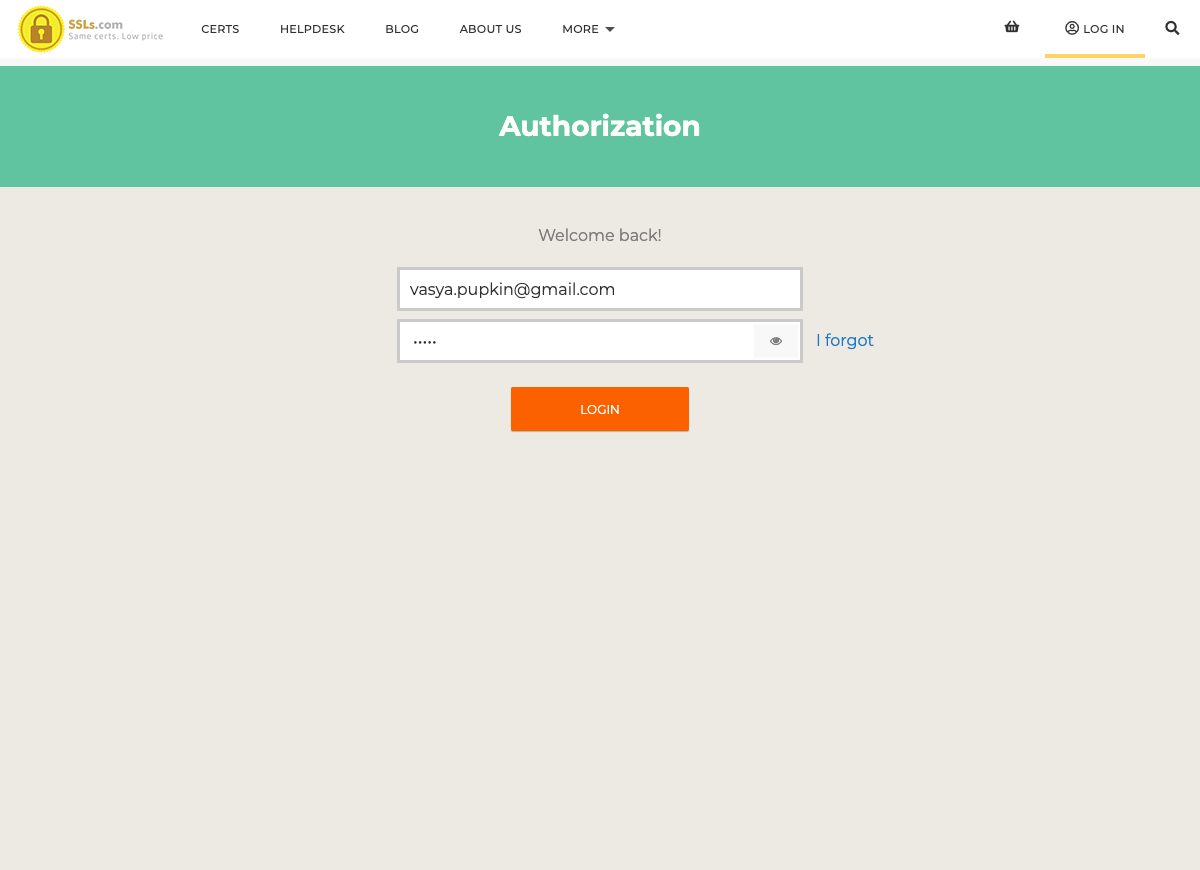 SSLs.com
Same certs. Low price
CERTS HELPDESK BLOG ABOUT US MORE LOG IN
Authorization
Welcome back!
vasya.pupkin@gmail.com
•••••
I forgot
LOGIN